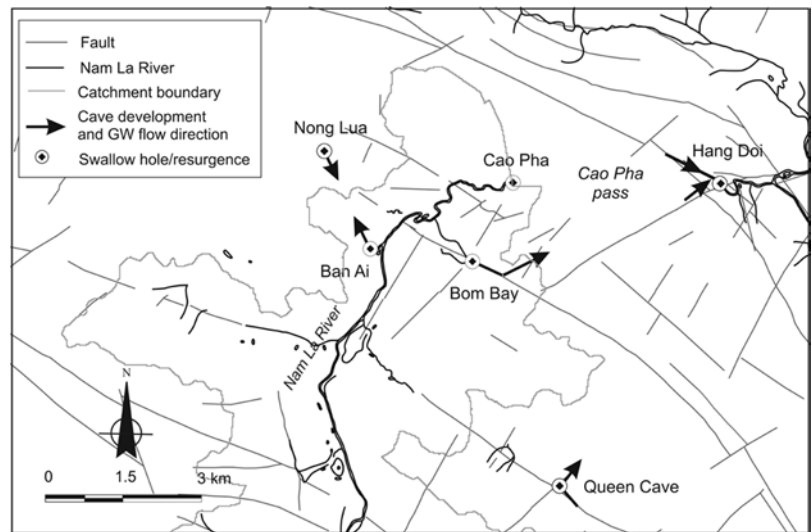 Fault
Nam La River
Catchment boundary
Cave development
and GW flow direction
Swallow hole/resurgence
Nong Lua
Cao Pha
Cao Pha
pass
Hang Doi
Ban Ai
Bom Bay
Nam La River
N
0 1.5 3 km
Queen Cave